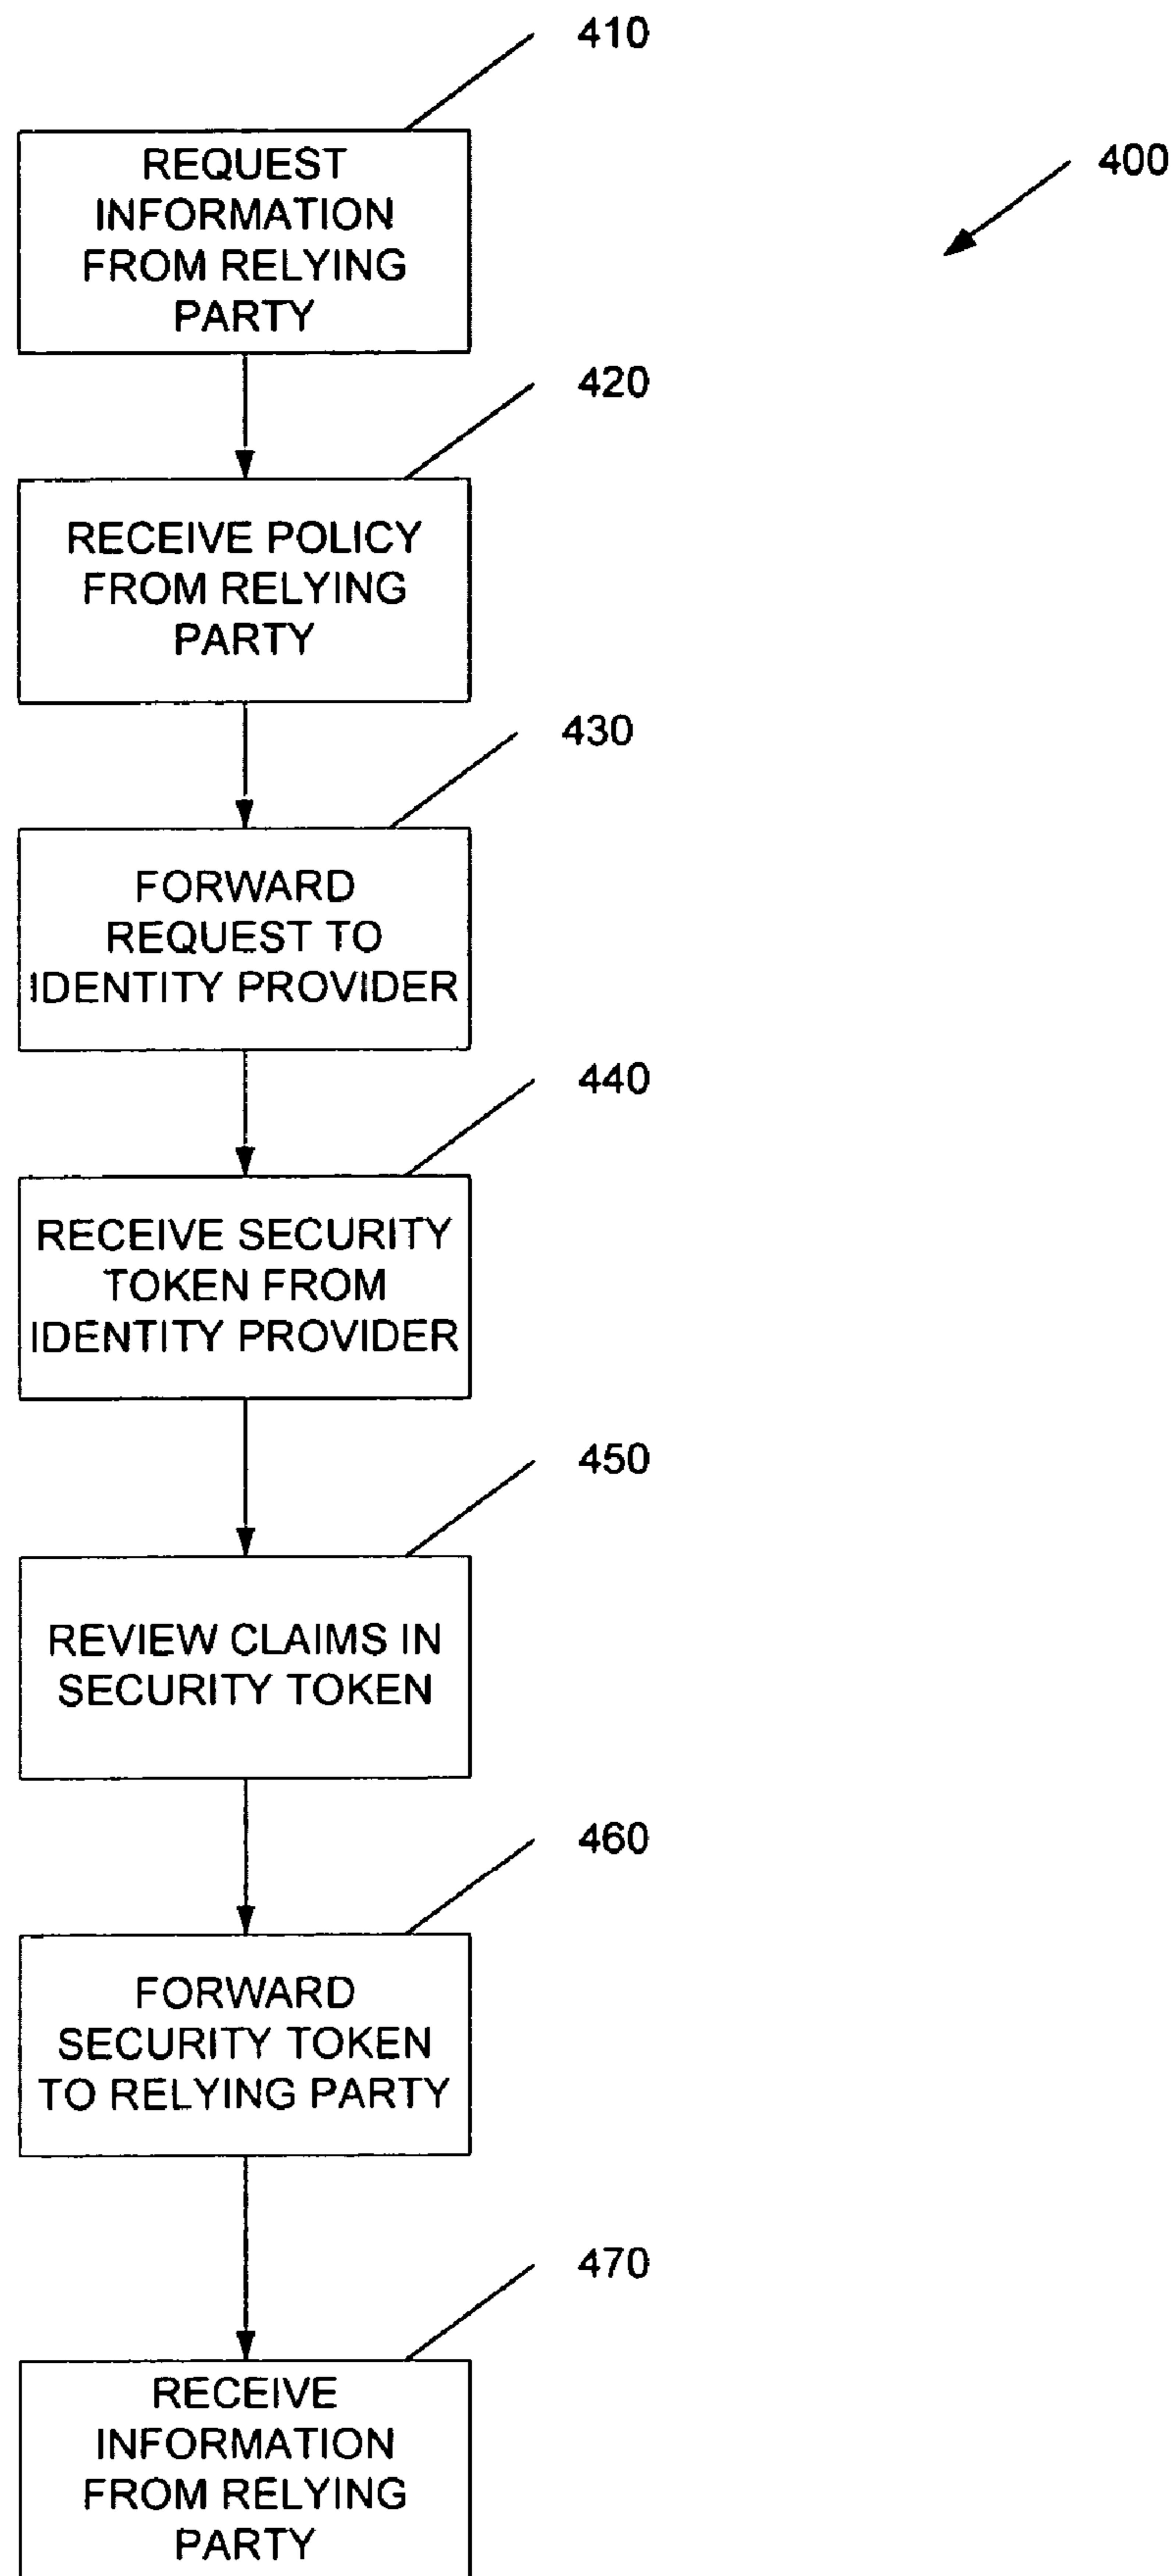 410
400
REQUEST
INFORMATION
FROM RELYING
PARTY
420
RECEIVE POLICY
FROM RELYING
PARTY
430
FORWARD
REQUEST TO
IDENTITY PROVIDER
440
RECEIVE SECURITY
TOKEN FROM
IDENTITY PROVIDER
450
REVIEW CLAIMS IN
SECURITY TOKEN
460
FORWARD
SECURITY TOKEN
TO RELYING PARTY
470
RECEIVE
INFORMATION
FROM RELYING
PARTY